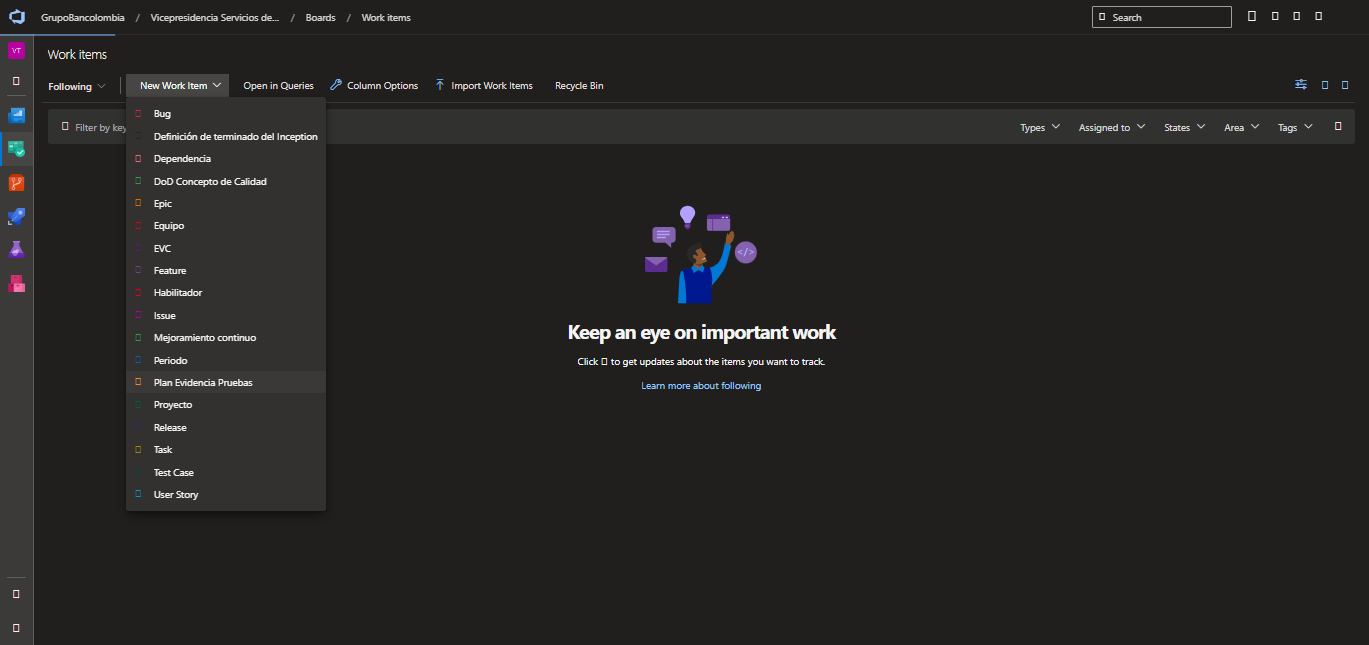 GrupoBancolombia / Vicepresidencia Servicios de... / Boards / Work items
Search
VT
Work items
Following
New Work Item
Open in Queries
Column Options
Import Work Items
Recycle Bin
Filter by key
Types
Assigned to
States
Area
Tags
Bug
Definición de terminado del Inception
Dependencia
DoD Concepto de Calidad
Epic
Equipo
EVC
Feature
Habilitador
Issue
Mejoramiento continuo
Periodo
Plan Evidencia Pruebas
Proyecto
Release
Task
Test Case
User Story
</>
Keep an eye on important work
Click to get updates about the items you want to track.
Learn more about following